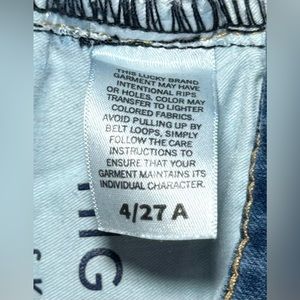 THIS LUCKY BRAND
GARMENT MAY HAVE
INTENTIONAL RIPS
OR HOLES. COLOR MAY
TRANSFER TO LIGHTER
COLORED FABRICS.
AVOID PULLING UP BY
BELT LOOPS, SIMPLY
FOLLOW THE CARE
INSTRUCTIONS TO
ENSURE THAT YOUR
GARMENT MAINTAINS ITS
INDIVIDUAL CHARACTER.
4/27 A